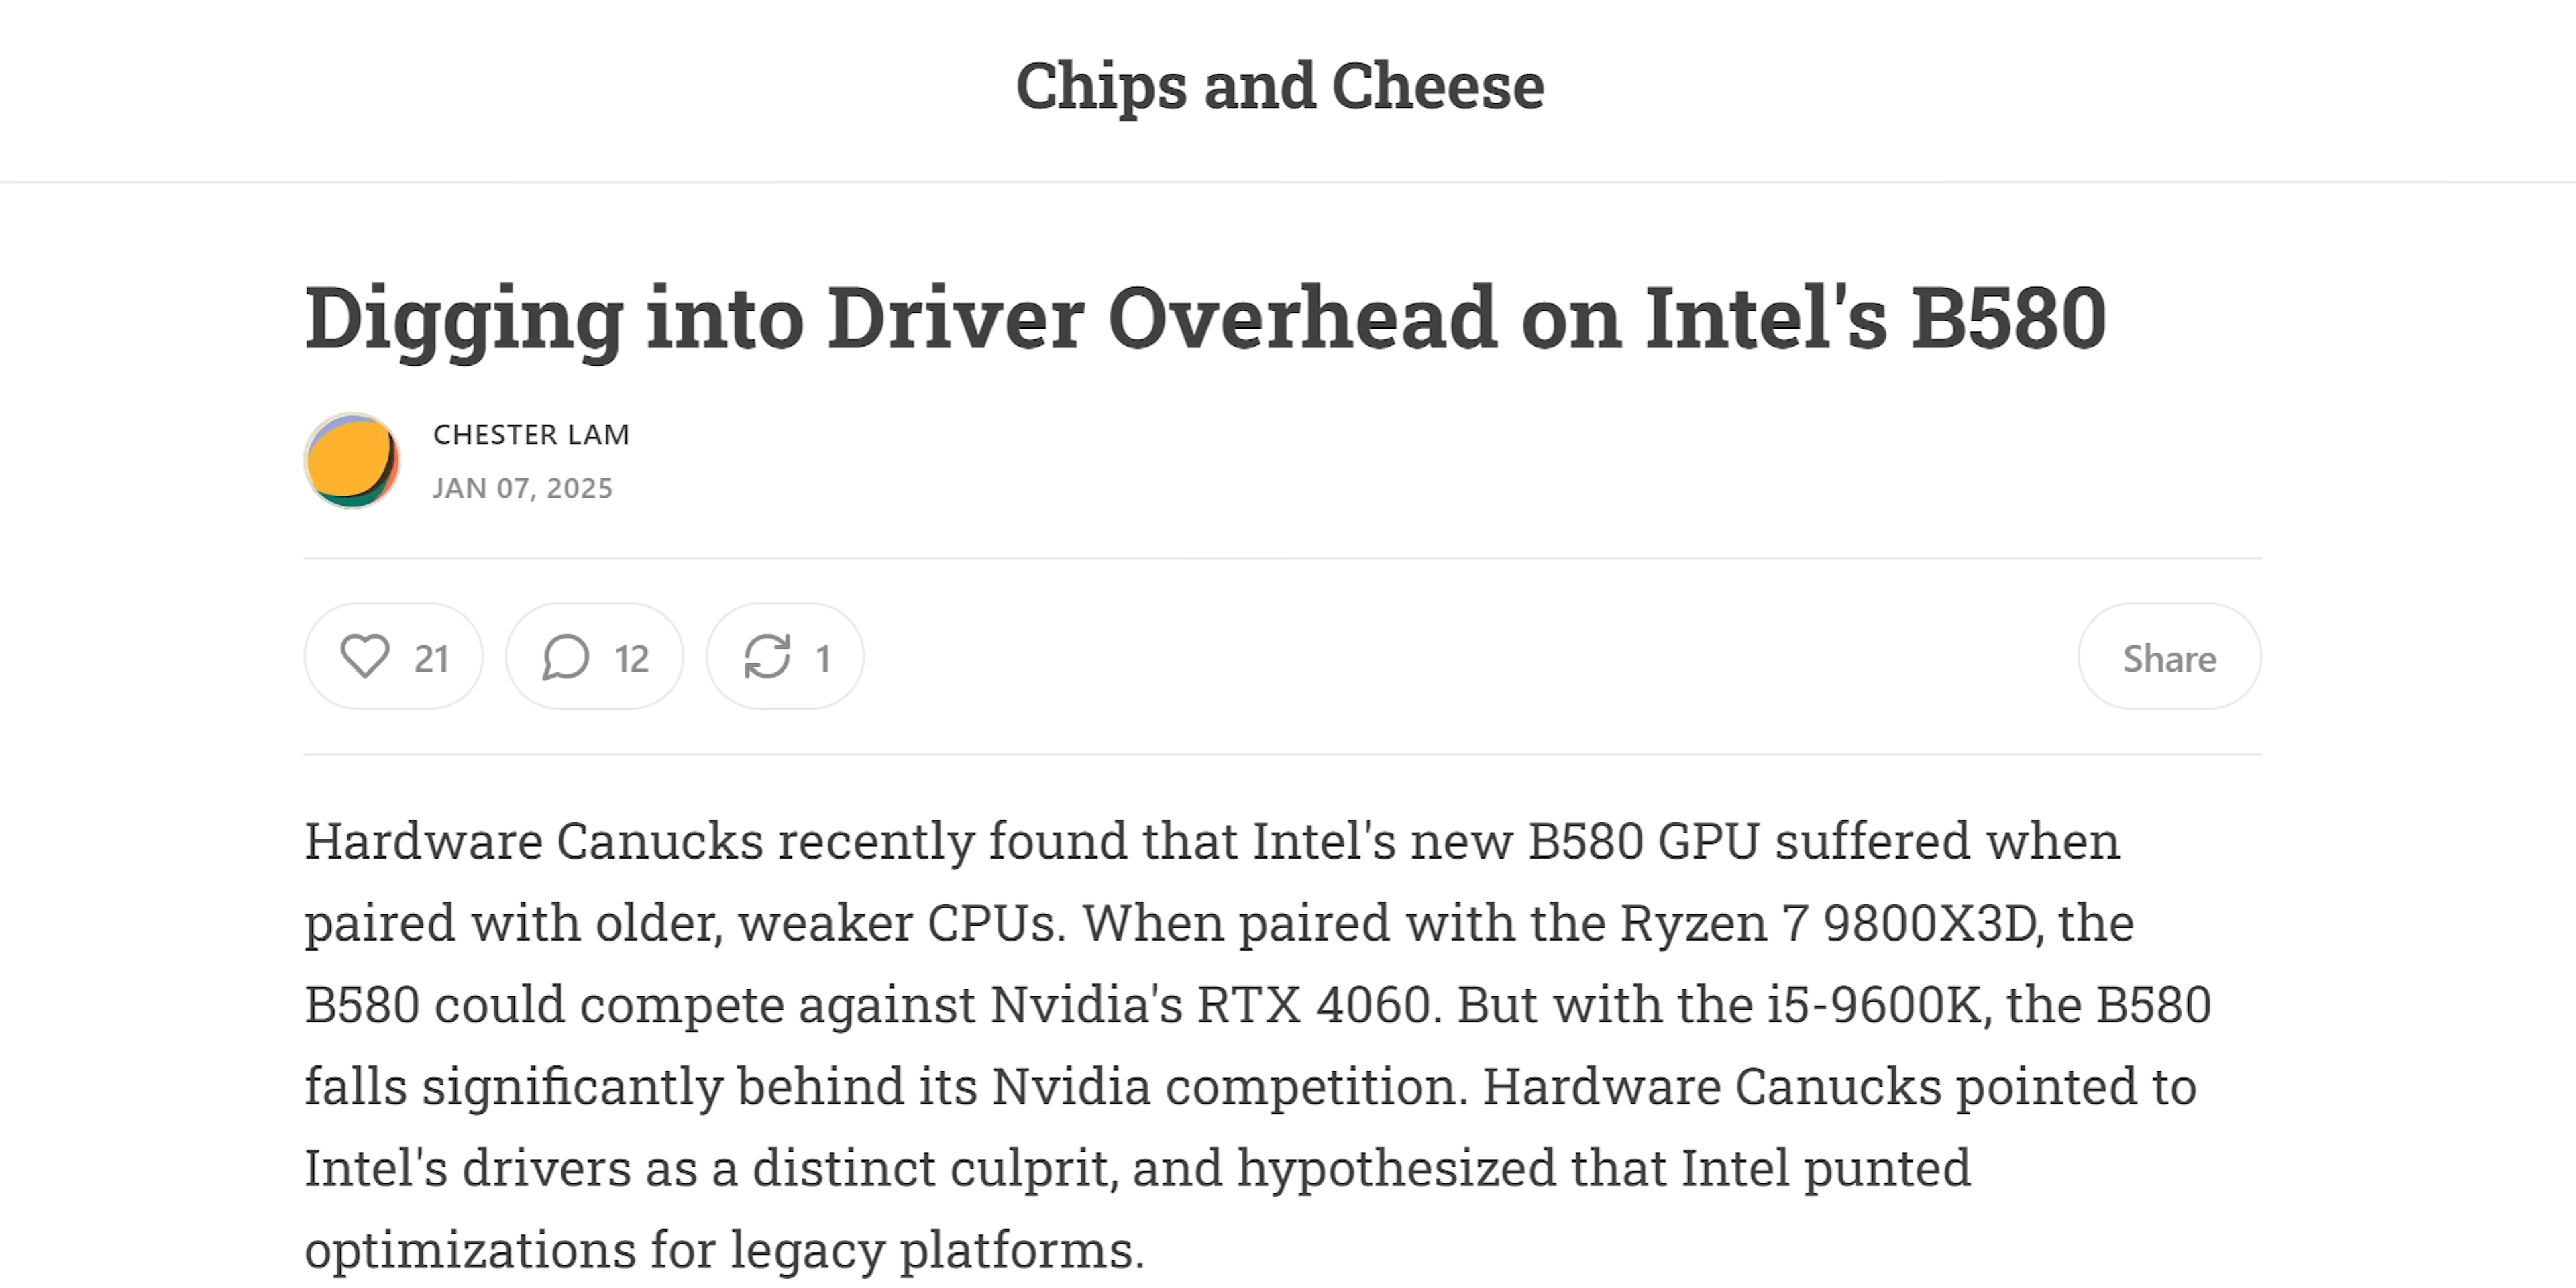 Chips and Cheese
Digging into Driver Overhead on Intel's B580
CHESTER LAM
JAN 07, 2025
21
12
1
Share
Hardware Canucks recently found that Intel's new B580 GPU suffered when
paired with older, weaker CPUs. When paired with the Ryzen 7 9800X3D, the
B580 could compete against Nvidia's RTX 4060. But with the i5-9600K, the B580
falls significantly behind its Nvidia competition. Hardware Canucks pointed to
Intel's drivers as a distinct culprit, and hypothesized that Intel punted
optimizations for legacy platforms.